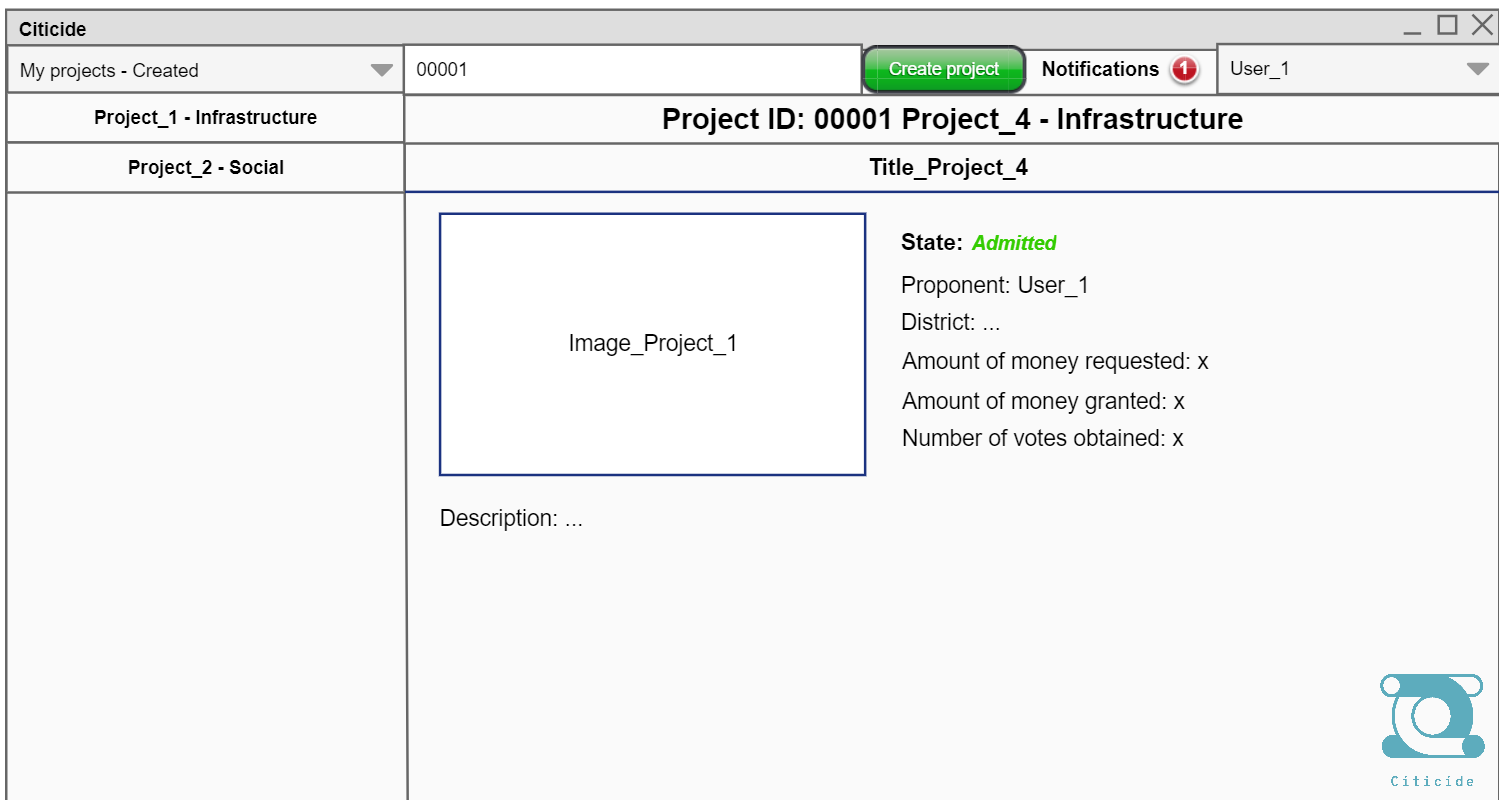 Citicide
My projects - Created
00001
Create project
Notifications 1
User_1
Project_1 - Infrastructure
Project_2 - Social
Project ID: 00001 Project_4 - Infrastructure
Title_Project_4
Image_Project_1
State: Admitted
Proponent: User_1
District: ...
Amount of money requested: x
Amount of money granted: x
Number of votes obtained: x
Description: ...
Citicide